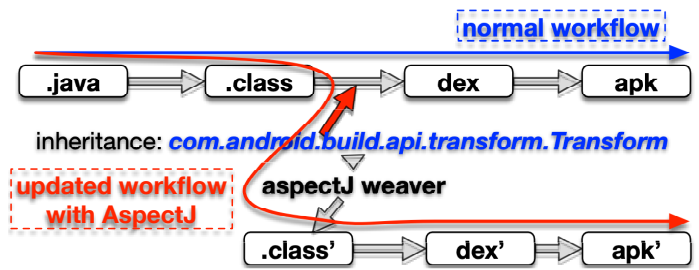 normal workflow
.java .class dex apk
inheritance: com.android.build.api.transform.Transform
updated workflow
with AspectJ
aspectJ weaver
.class’ dex’ apk’